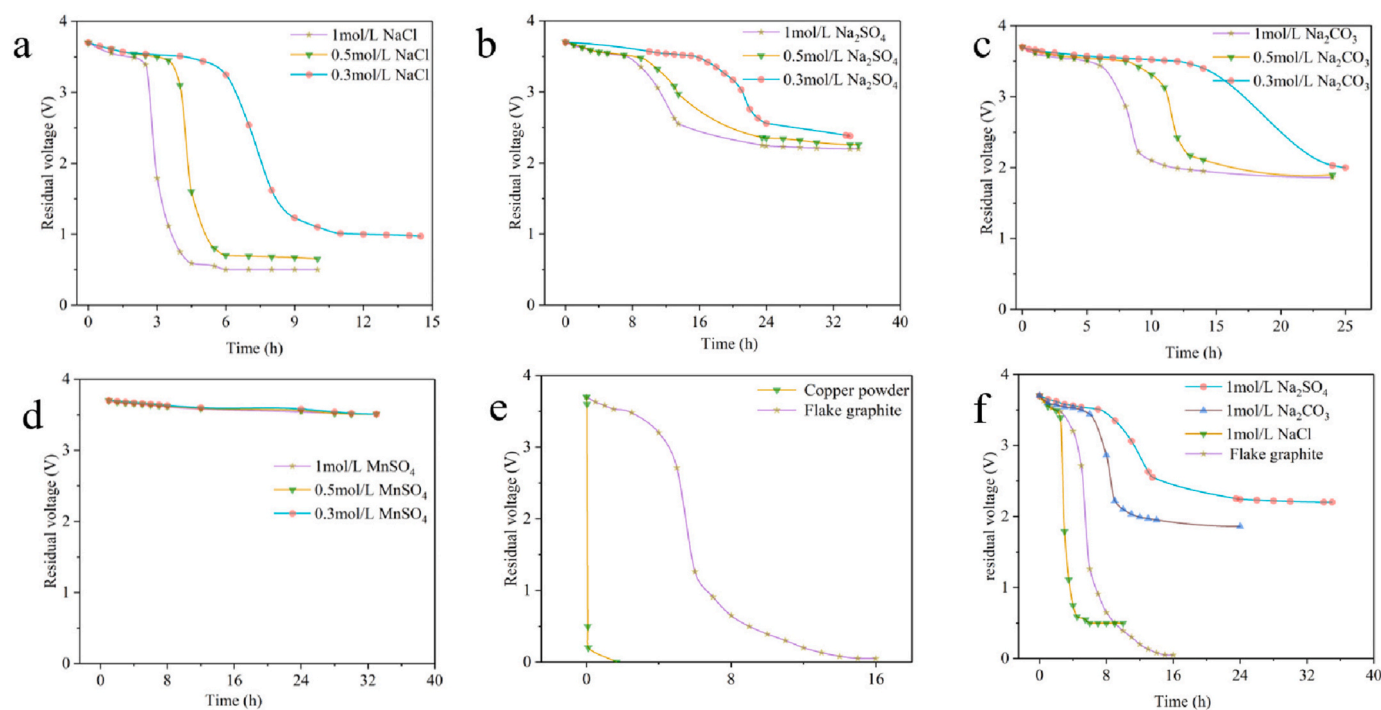 a
1mol/L NaCl
0.5mol/L NaCl
0.3mol/L NaCl
Residual voltage (V)
4
3
2
1
0
0 3 6 9 12 15
Time (h)
b
1mol/L Na₂SO₄
0.5mol/L Na₂SO₄
0.3mol/L Na₂SO₄
Residual voltage (V)
4
3
2
1
0
0 8 16 24 32 40
Time (h)
c
1mol/L Na₂CO₃
0.5mol/L Na₂CO₃
0.3mol/L Na₂CO₃
Residual voltage (V)
4
3
2
1
0
0 5 10 15 20 25
Time (h)
d
1mol/L MnSO₄
0.5mol/L MnSO₄
0.3mol/L MnSO₄
Residual voltage (V)
4
3
2
1
0
0 8 16 24 32 40
Time (h)
e
Copper powder
Flake graphite
Residual voltage (V)
4
3
2
1
0
0 4 8 16
Time (h)
f
1mol/L Na₂SO₄
1mol/L Na₂CO₃
1mol/L NaCl
Flake graphite
residual voltage (V)
4
3
2
1
0
0 8 16 24 32 40
Time (h)